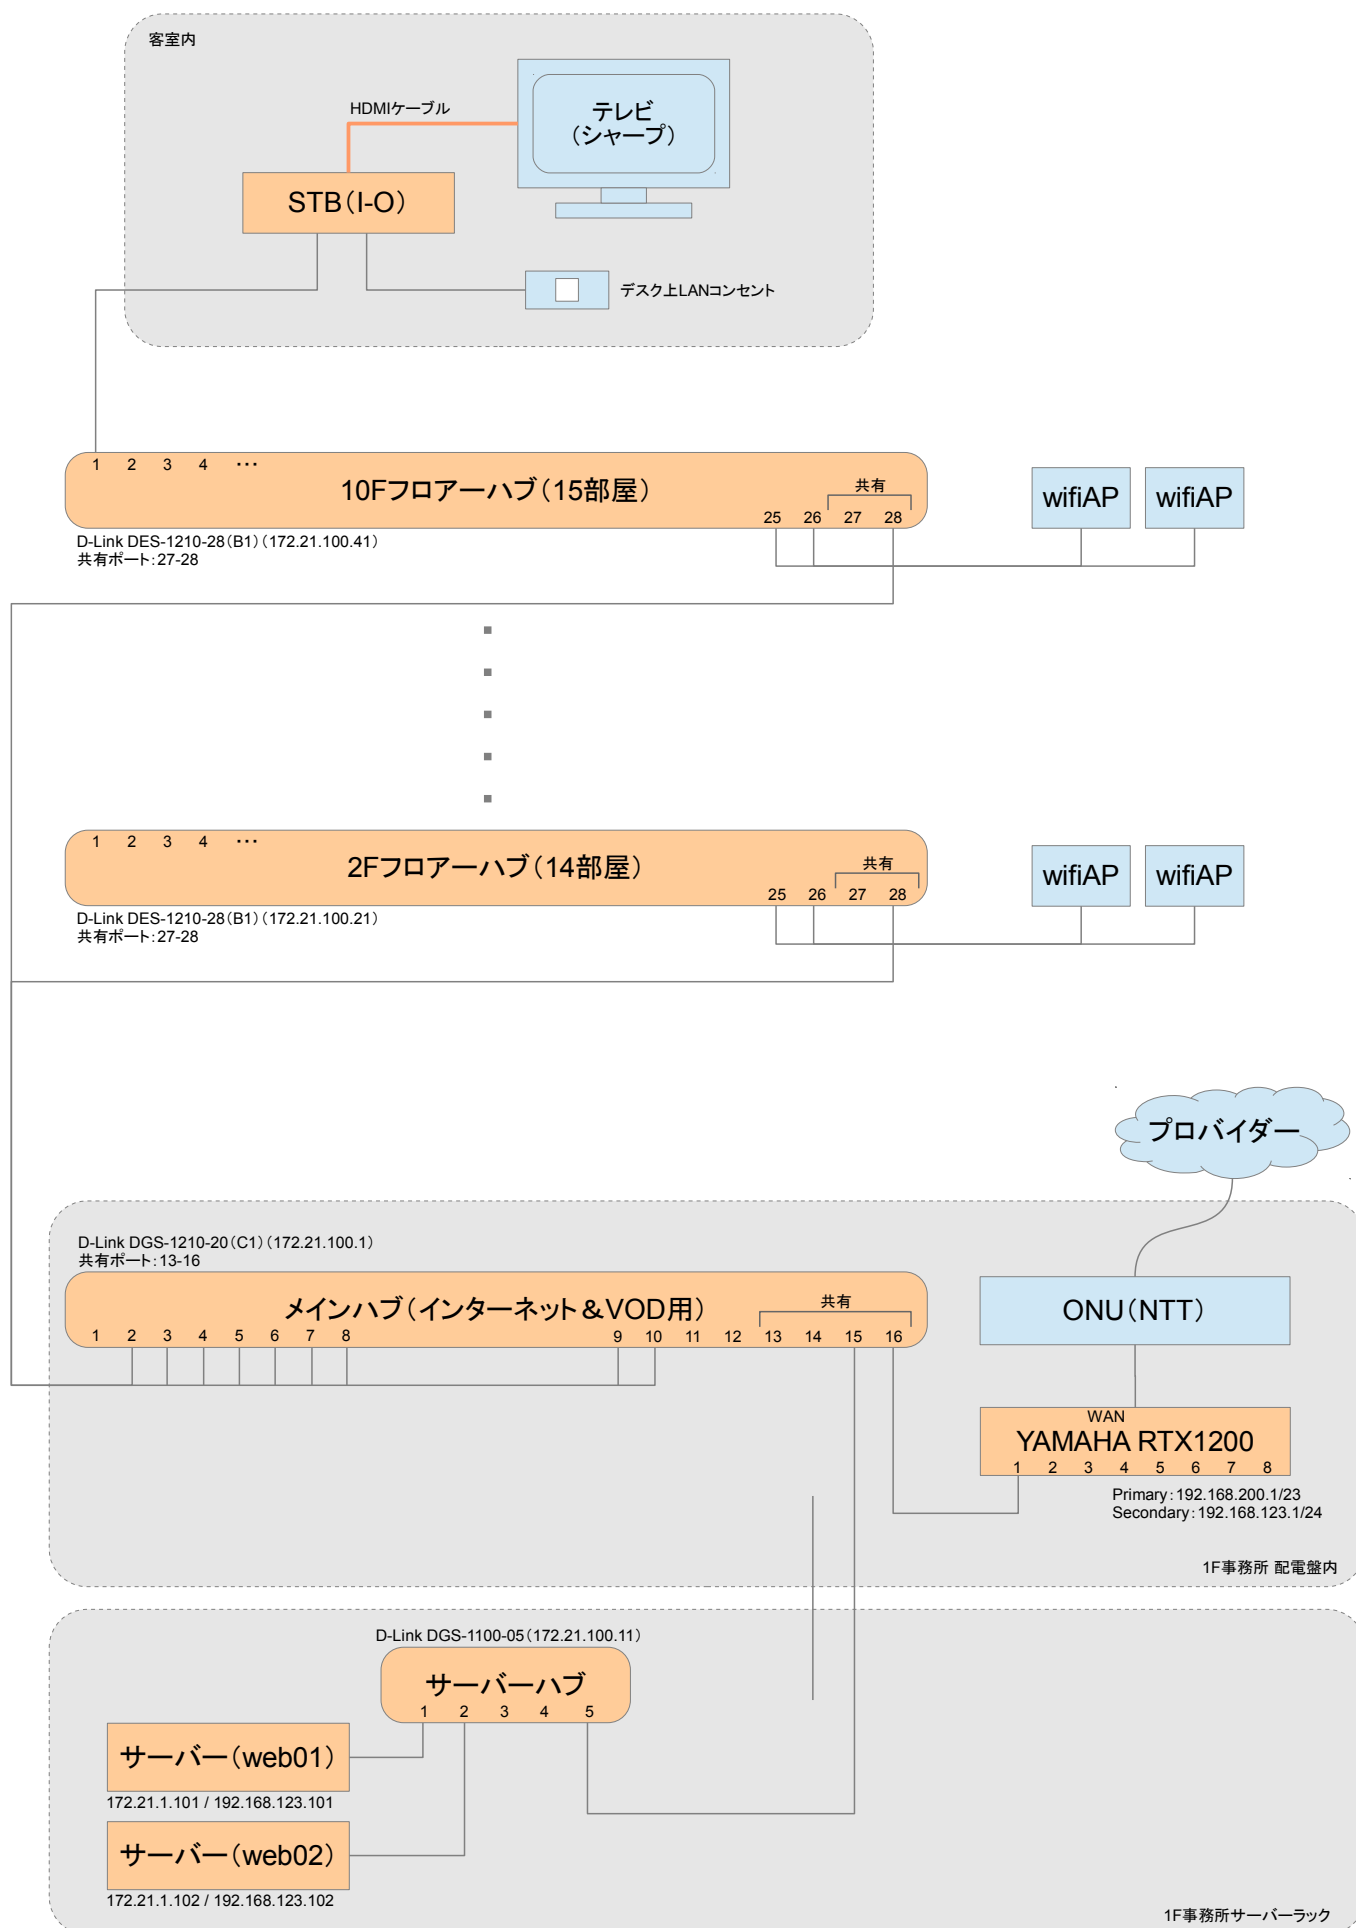 客室内
HDMIケーブル
テレビ
（シャープ）
STB（I-O）
デスク上LANコンセント
1 2 3 4 ･･･
10Fフロアーハブ（15部屋）
共有
25 26 27 28
wifiAP wifiAP
D-Link DES-1210-28（B1）（172.21.100.41）
共有ポート：27-28
1 2 3 4 ･･･
2Fフロアーハブ（14部屋）
共有
25 26 27 28
wifiAP wifiAP
D-Link DES-1210-28（B1）（172.21.100.21）
共有ポート：27-28
プロバイダー
D-Link DGS-1210-20（C1）（172.21.100.1）
共有ポート：13-16
メインハブ（インターネット＆VOD用）
共有
1 2 3 4 5 6 7 8 9 10 11 12 13 14 15 16
ONU（NTT）
WAN
YAMAHA RTX1200
1 2 3 4 5 6 7 8
Primary：192.168.200.1/23
Secondary：192.168.123.1/24
1F事務所 配電盤内
D-Link DGS-1100-05（172.21.100.11）
サーバーハブ
1 2 3 4 5
サーバー（web01）
172.21.1.101 / 192.168.123.101
サーバー（web02）
172.21.1.102 / 192.168.123.102
1F事務所サーバーラック